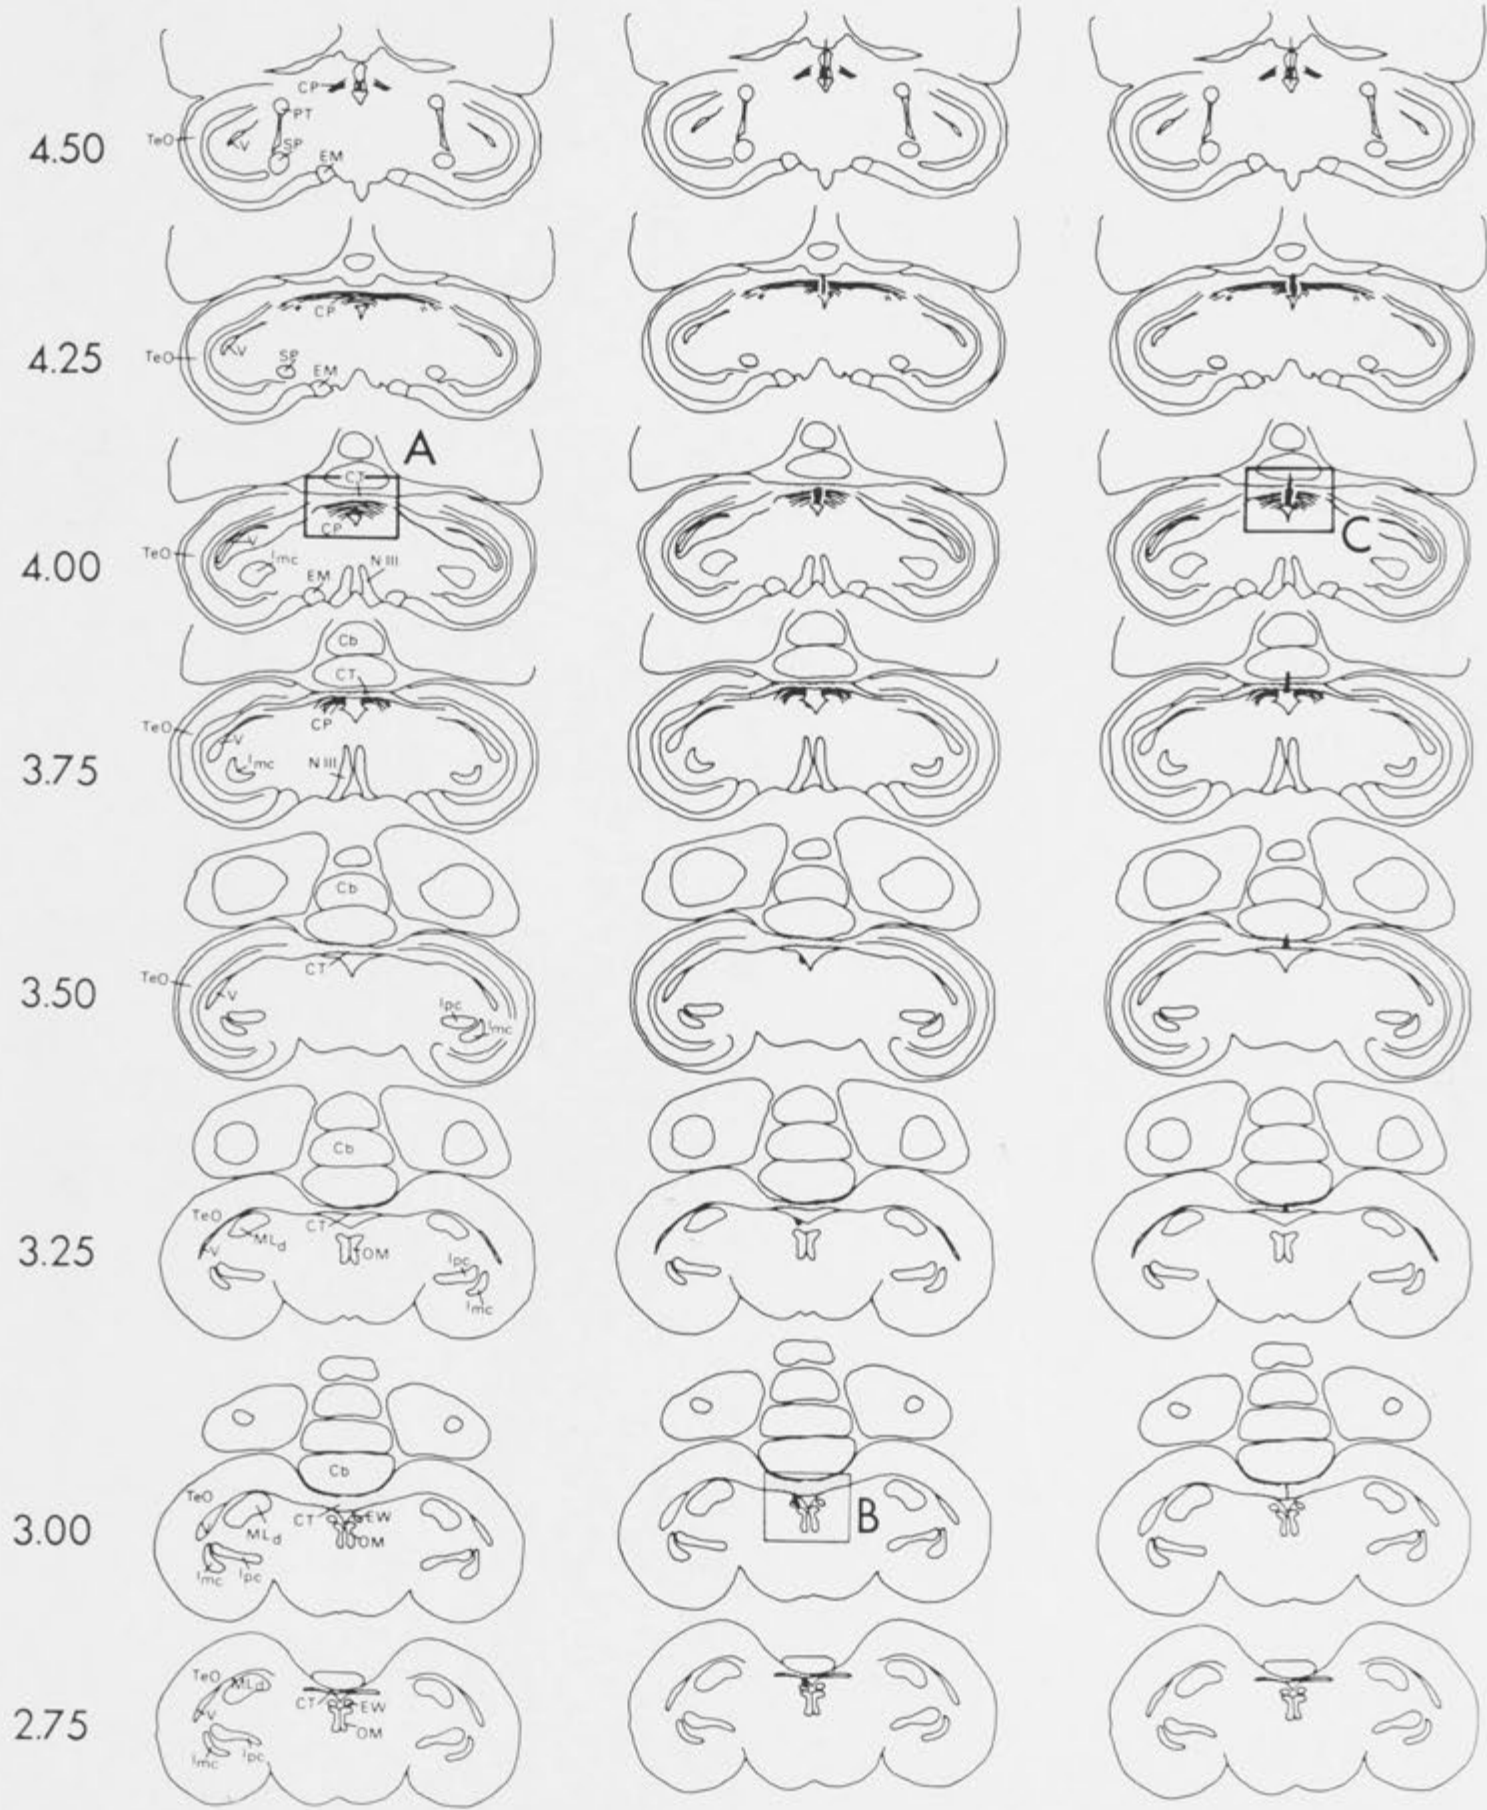 CP
PT
4.50
TeO
V
SP
EM
CP
4.25
TeO
V
SP
EM
A
CT
CP
C
4.00
TeO
V
Imc
EM
N III
Cb
CT
TeO
CP
V
3.75
Imc
N III
Cb
CT
3.50
TeO
V
Ipc
Imc
Cb
TeO
CT
MLd
3.25
V
OM
Ipc
Imc
Cb
TeO
CT
EW
B
3.00
V
MLd
OM
Imc
Ipc
TeO
MLd
CT
EW
2.75
V
OM
Imc
Ipc